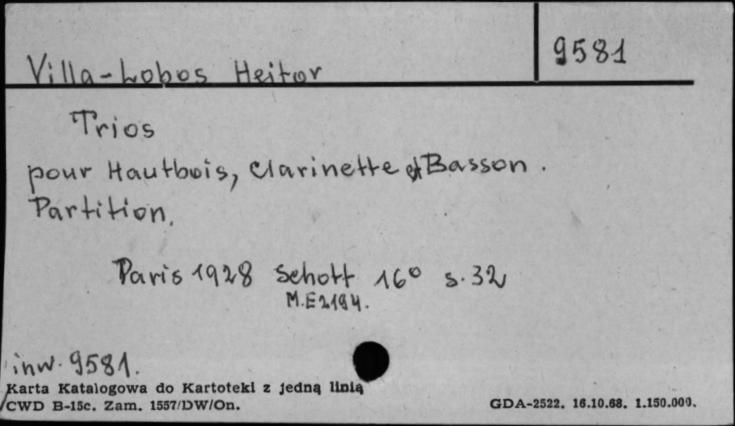 Villa-Lobos Heitor
9581
Trios
pour Hautbois, Clarinette et Basson.
Partition.
Paris 1928 Schott 16° s. 32
M.E 2184.
inw. 9581.
Karta Katalogowa do Kartoteki z jedną linią
CWD B-15c. Zam. 1557/DW/On.
GDA-2522. 16.10.68. 1.150.000.